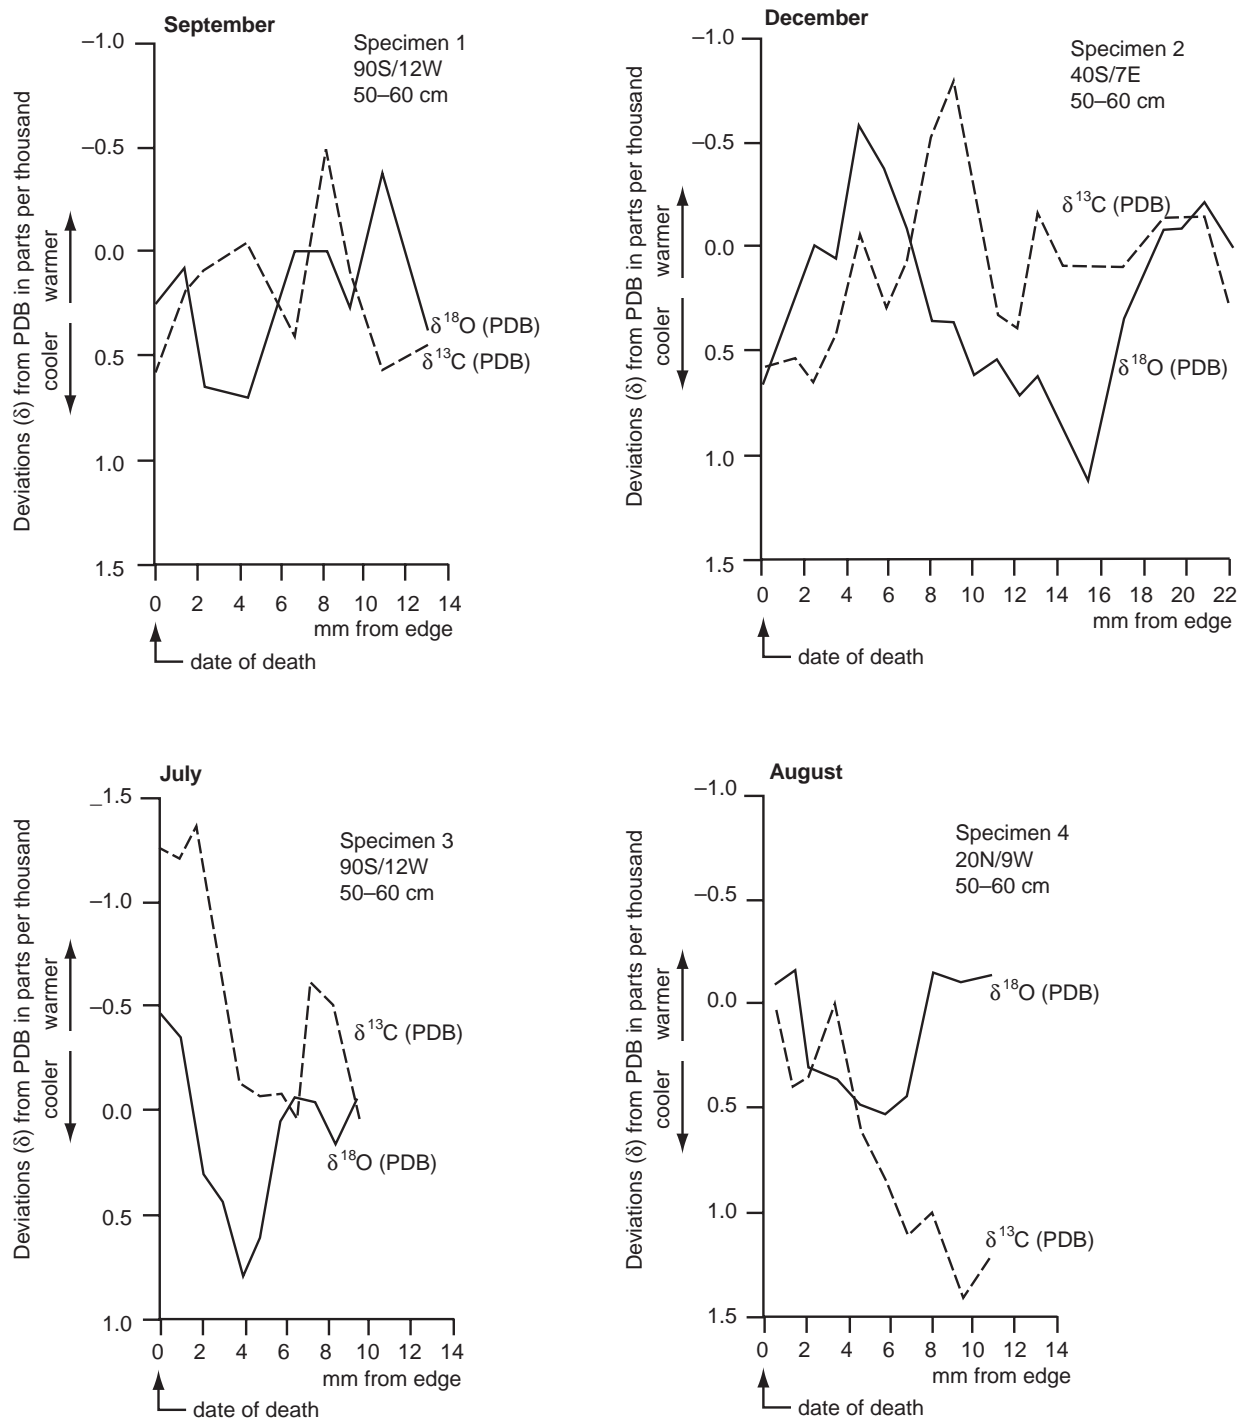 September
Specimen 1
90S/12W
50–60 cm
Deviations (δ) from PDB in parts per thousand
cooler warmer
–1.0
–0.5
0.0
0.5
1.0
1.5
δ18O (PDB)
δ13C (PDB)
0 2 4 6 8 10 12 14
mm from edge
date of death
December
Specimen 2
40S/7E
50–60 cm
Deviations (δ) from PDB in parts per thousand
cooler warmer
–1.0
–0.5
0.0
0.5
1.0
1.5
δ13C (PDB)
δ18O (PDB)
0 2 4 6 8 10 12 14 16 18 20 22
mm from edge
date of death
July
Specimen 3
90S/12W
50–60 cm
Deviations (δ) from PDB in parts per thousand
cooler warmer
–1.5
–1.0
–0.5
0.0
0.5
1.0
δ13C (PDB)
δ18O (PDB)
0 2 4 6 8 10 12 14
mm from edge
date of death
August
Specimen 4
20N/9W
50–60 cm
Deviations (δ) from PDB in parts per thousand
cooler warmer
–1.0
–0.5
0.0
0.5
1.0
1.5
δ18O (PDB)
δ13C (PDB)
0 2 4 6 8 10 12 14
mm from edge
date of death